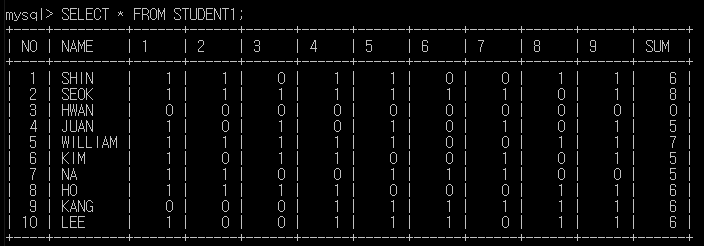 mysql> SELECT * FROM STUDENT1;
NO | NAME | 1 | 2 | 3 | 4 | 5 | 6 | 7 | 8 | 9 | SUM
1 | SHIN | 1 | 1 | 0 | 1 | 1 | 0 | 0 | 1 | 1 | 6
2 | SEOK | 1 | 1 | 1 | 1 | 1 | 1 | 1 | 0 | 1 | 8
3 | HWAN | 0 | 0 | 0 | 0 | 0 | 0 | 0 | 0 | 0 | 0
4 | JUAN | 1 | 0 | 1 | 0 | 1 | 0 | 1 | 0 | 1 | 5
5 | WILLIAM | 1 | 1 | 1 | 1 | 1 | 1 | 0 | 0 | 1 | 7
6 | KIM | 1 | 0 | 1 | 1 | 0 | 0 | 1 | 0 | 1 | 5
7 | NA | 1 | 1 | 1 | 0 | 1 | 0 | 1 | 0 | 0 | 5
8 | HO | 1 | 1 | 1 | 1 | 0 | 0 | 0 | 1 | 1 | 6
9 | KANG | 0 | 0 | 0 | 1 | 1 | 1 | 1 | 1 | 1 | 6
10 | LEE | 1 | 0 | 0 | 1 | 1 | 1 | 0 | 1 | 1 | 6